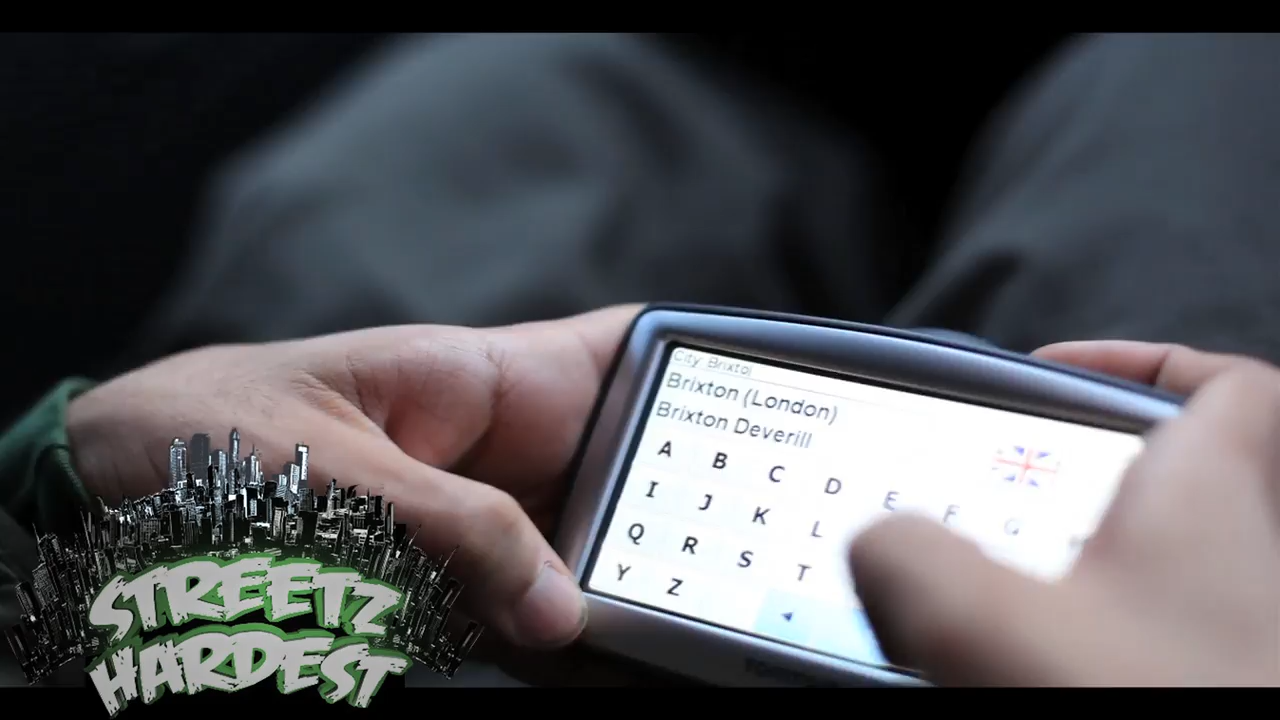 City: Brixto
Brixton (London)
Brixton Deverill
A B C D E F G
I J K L
Q R S T
Y Z
STREETZ
HARDEST